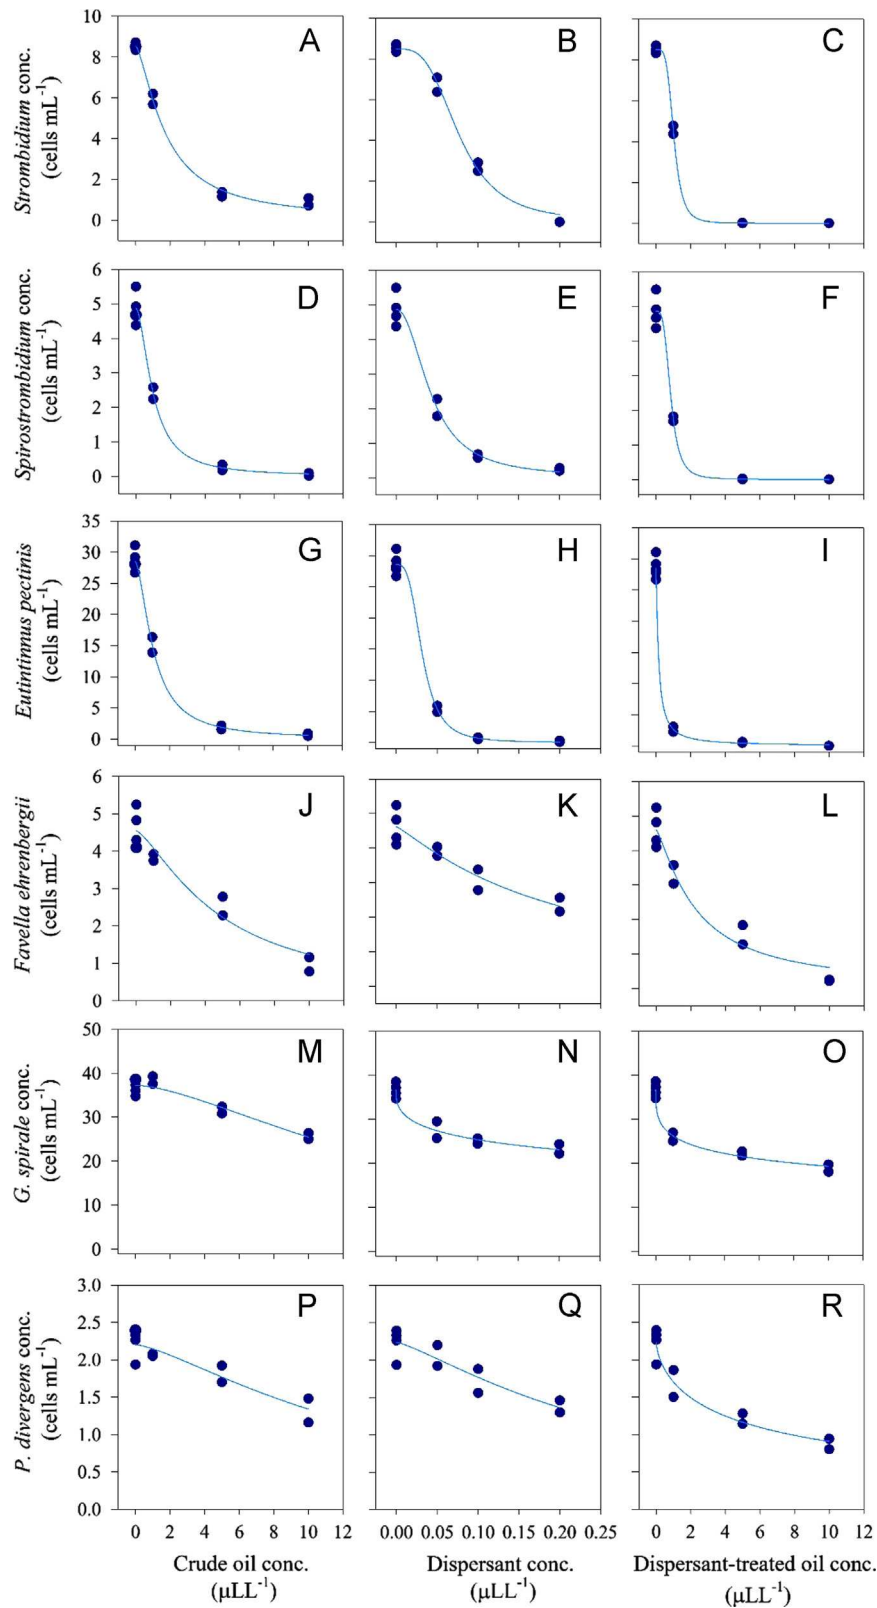 A
B
C
Strombidium conc.
(cells mL⁻¹)
10
8
6
4
2
0
D
E
F
Spirostrombidium conc.
(cells mL⁻¹)
6
5
4
3
2
1
0
G
H
I
Eutintinnus pectinis
(cells mL⁻¹)
35
30
25
20
15
10
5
0
J
K
L
Favella ehrenbergii
(cells mL⁻¹)
6
5
4
3
2
1
0
M
N
O
G. spirale conc.
(cells mL⁻¹)
50
40
30
20
10
0
P
Q
R
P. divergens conc.
(cells mL⁻¹)
3.0
2.5
2.0
1.5
1.0
0.5
0.0
0 2 4 6 8 10 12
0.00 0.05 0.10 0.15 0.20 0.25
0 2 4 6 8 10 12
Crude oil conc.
(µLL⁻¹)
Dispersant conc.
(µLL⁻¹)
Dispersant-treated oil conc.
(µLL⁻¹)